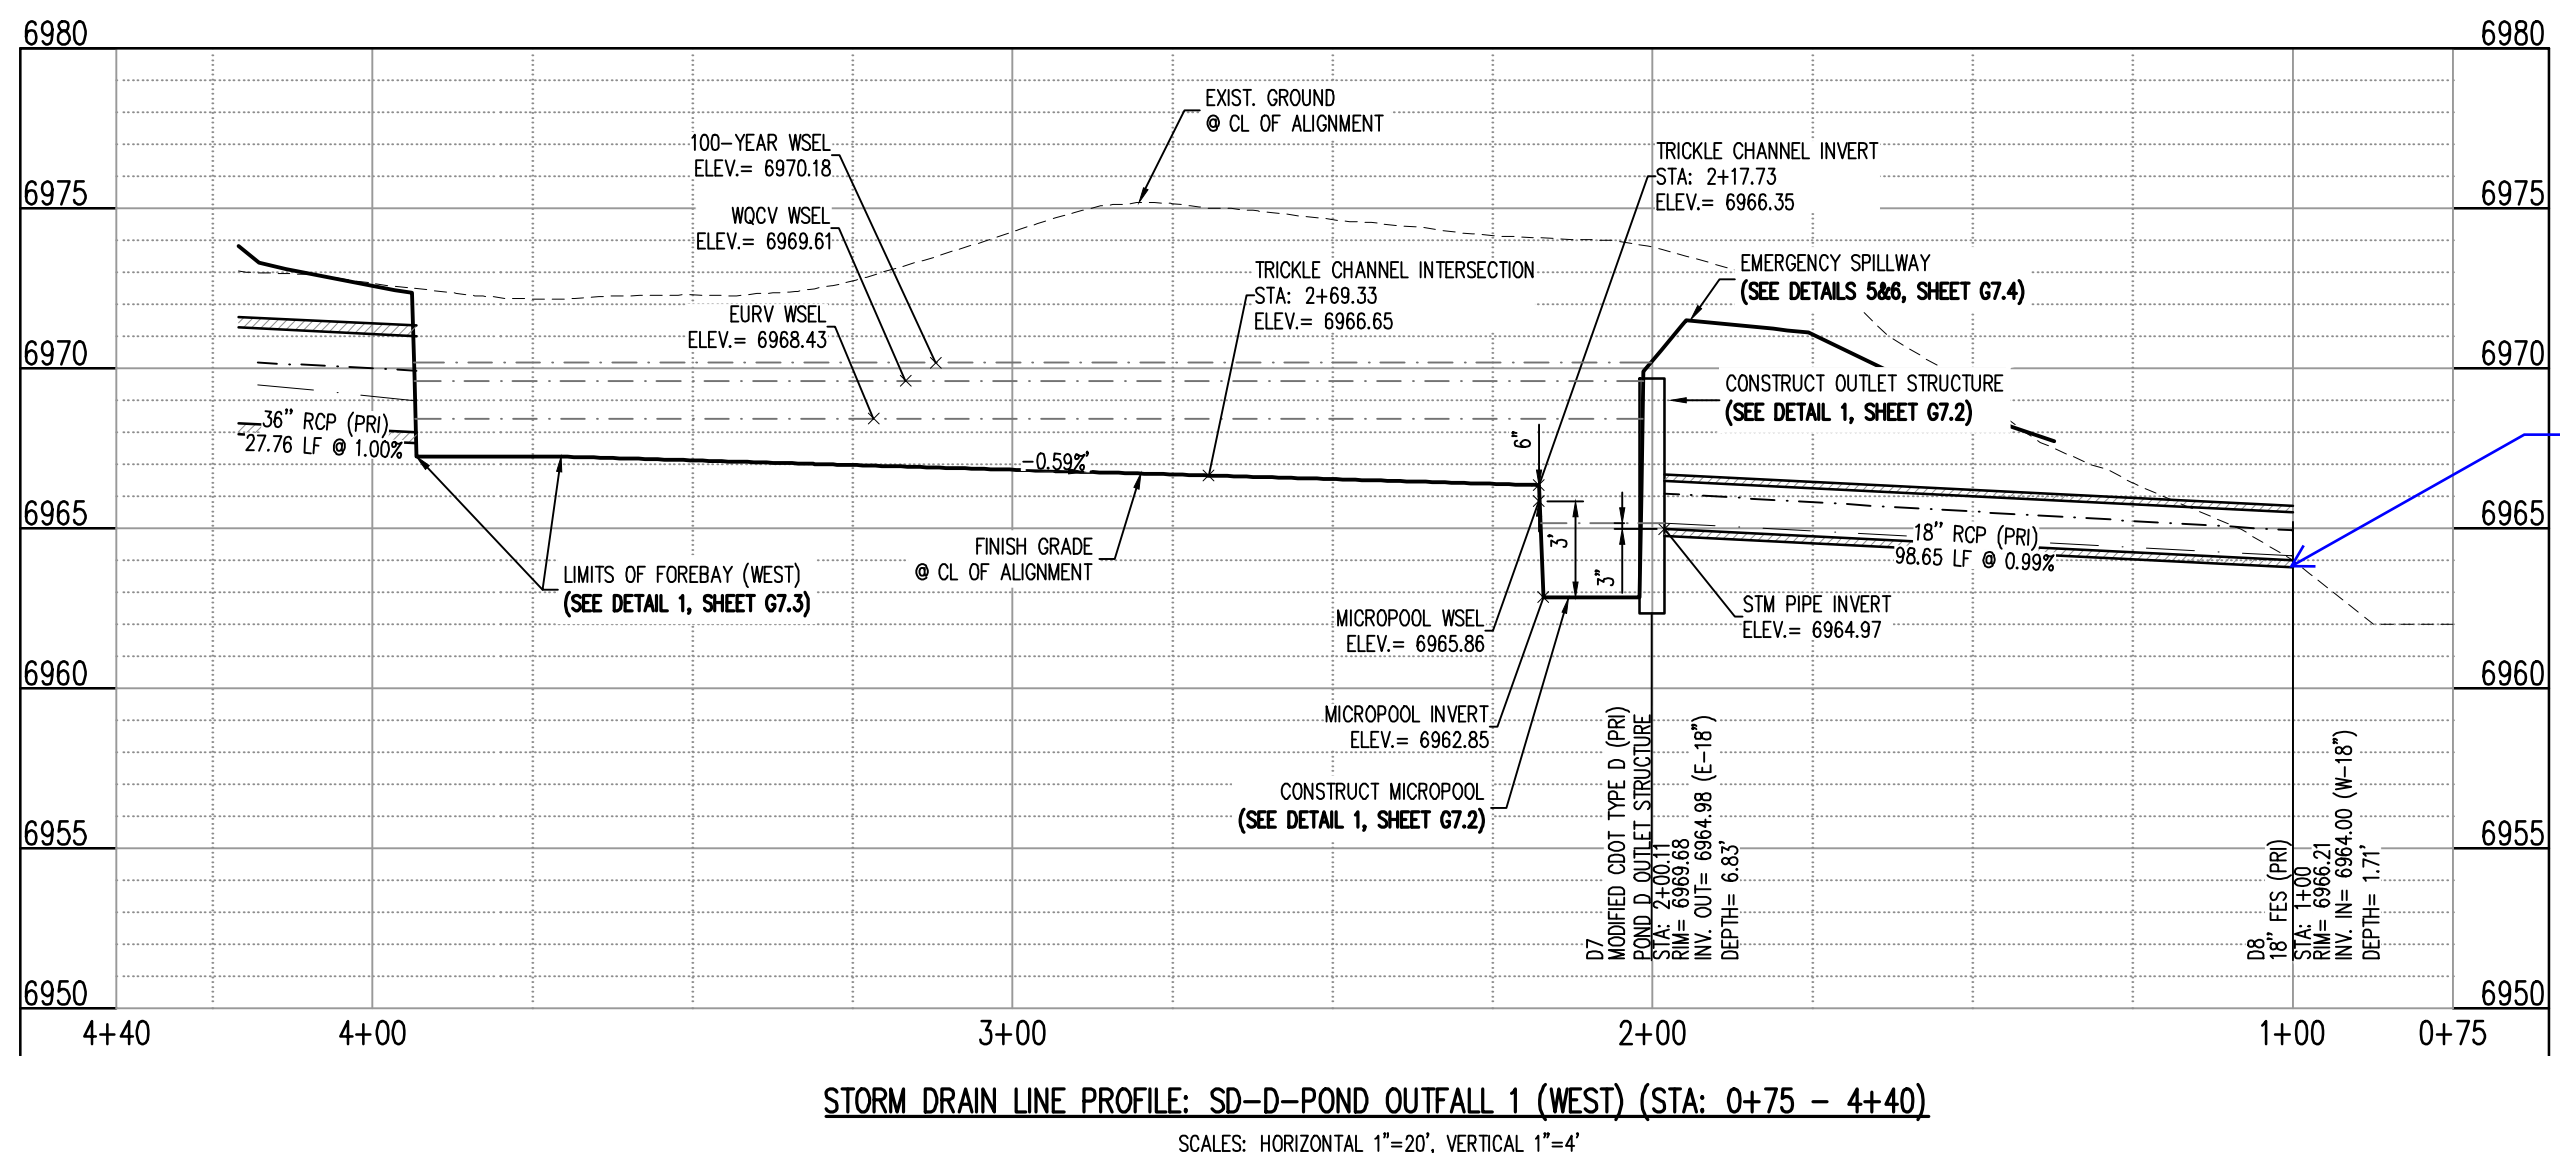 6980
6980
EXIST. GROUND
@ CL OF ALIGNMENT
100-YEAR WSEL
ELEV.= 6970.18
TRICKLE CHANNEL INVERT
STA: 2+17.73
ELEV.= 6966.35
6975
6975
WQCV WSEL
ELEV.= 6969.61
EMERGENCY SPILLWAY
(SEE DETAILS 5&6, SHEET G7.4)
TRICKLE CHANNEL INTERSECTION
STA: 2+69.33
ELEV.= 6966.65
EURV WSEL
ELEV.= 6968.43
6970
6970
CONSTRUCT OUTLET STRUCTURE
(SEE DETAIL 1, SHEET G7.2)
36" RCP (PRI)
27.76 LF @ 1.00%
6"
-0.59%'
6965
6965
3'
3"
18" RCP (PRI)
98.65 LF @ 0.99%
FINISH GRADE
@ CL OF ALIGNMENT
LIMITS OF FOREBAY (WEST)
(SEE DETAIL 1, SHEET G7.3)
MICROPOOL WSEL
ELEV.= 6965.86
STM PIPE INVERT
ELEV.= 6964.97
6960
6960
MICROPOOL INVERT
ELEV.= 6962.85
CONSTRUCT MICROPOOL
(SEE DETAIL 1, SHEET G7.2)
D7
MODIFIED CDOT TYPE D (PRI)
POND D OUTLET STRUCTURE
STA: 2+00.11
RIM= 6969.68
INV. OUT= 6964.98 (E-18")
DEPTH= 6.83'
D8
18" FES (PRI)
STA: 1+00
RIM= 6966.21
INV. IN= 6964.00 (W-18")
DEPTH= 1.71'
6955
6955
6950
6950
4+40
4+00
3+00
2+00
1+00
0+75
STORM DRAIN LINE PROFILE: SD-D-POND OUTFALL 1 (WEST) (STA: 0+75 - 4+40)
SCALES: HORIZONTAL 1"=20', VERTICAL 1"=4'